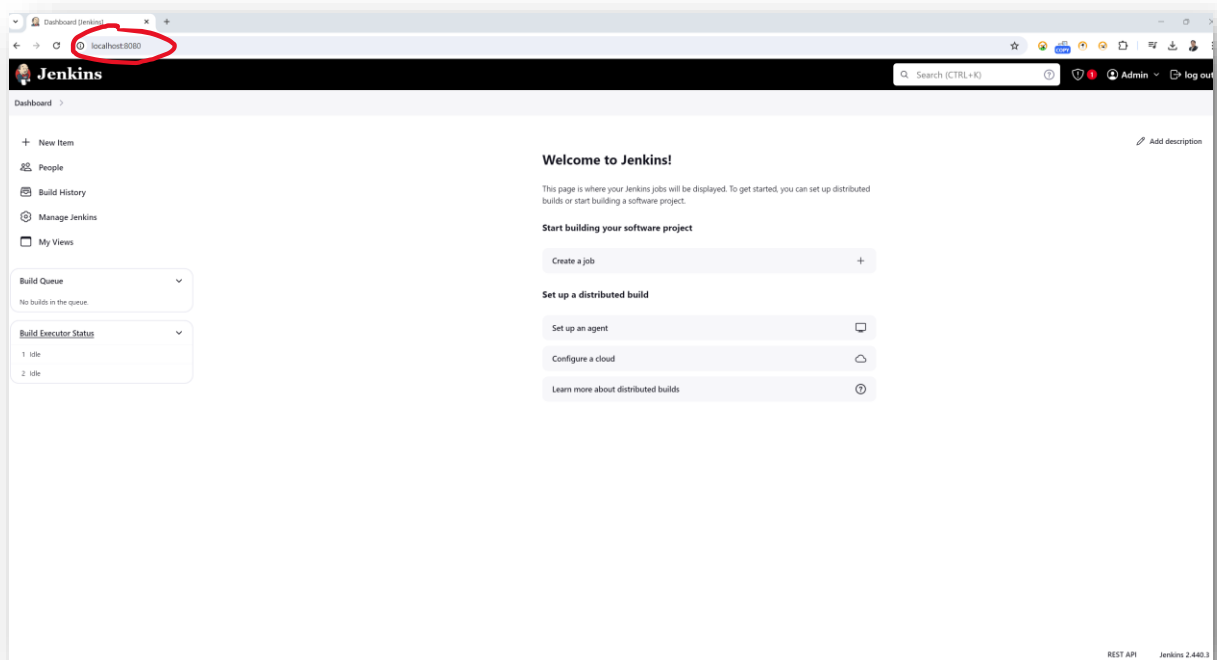 Dashboard [Jenkins]
localhost:8080
COPY
Jenkins
Search (CTRL+K)
1
Admin
log out
Dashboard
New Item
People
Build History
Manage Jenkins
My Views
Add description
Welcome to Jenkins!
This page is where your Jenkins jobs will be displayed. To get started, you can set up distributed
builds or start building a software project.
Start building your software project
Create a job
Set up a distributed build
Set up an agent
Configure a cloud
Learn more about distributed builds
Build Queue
No builds in the queue.
Build Executor Status
1 Idle
2 Idle
REST API
Jenkins 2.440.3